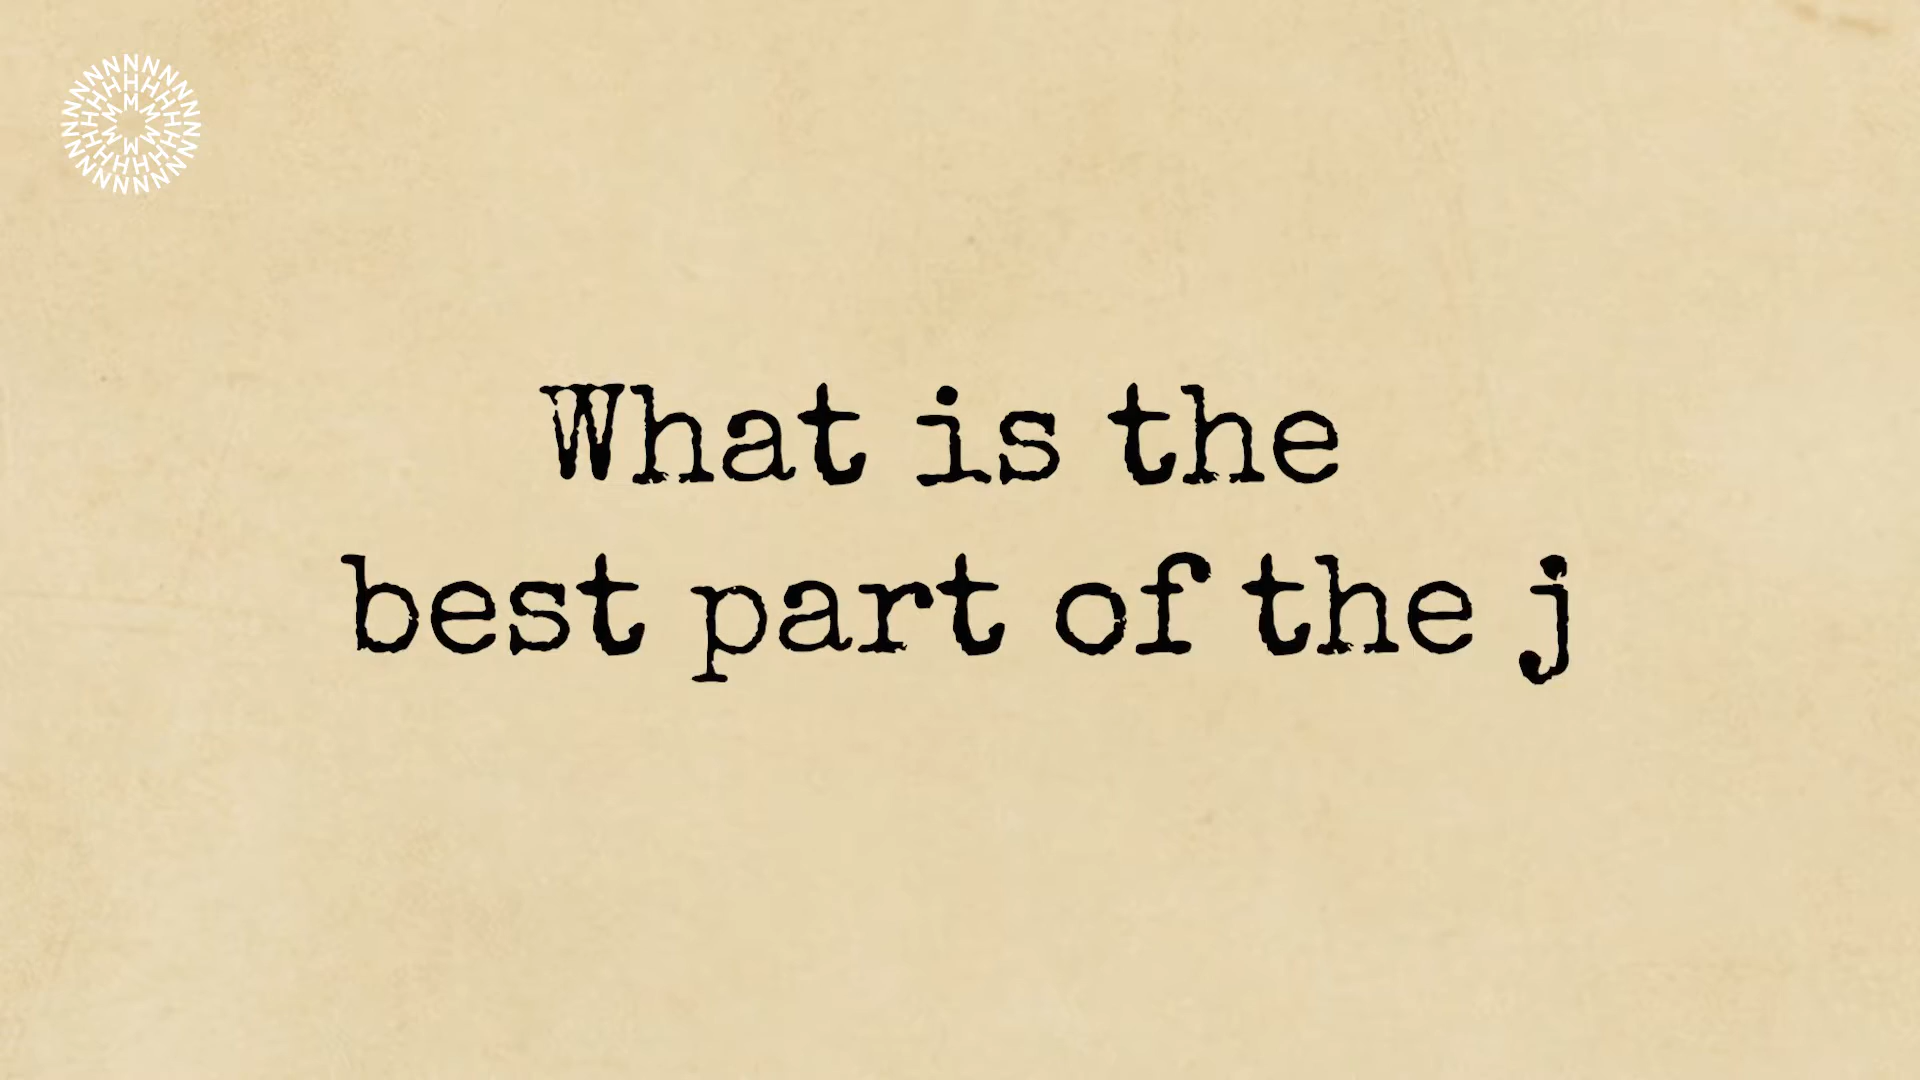 What is the
best part of the j